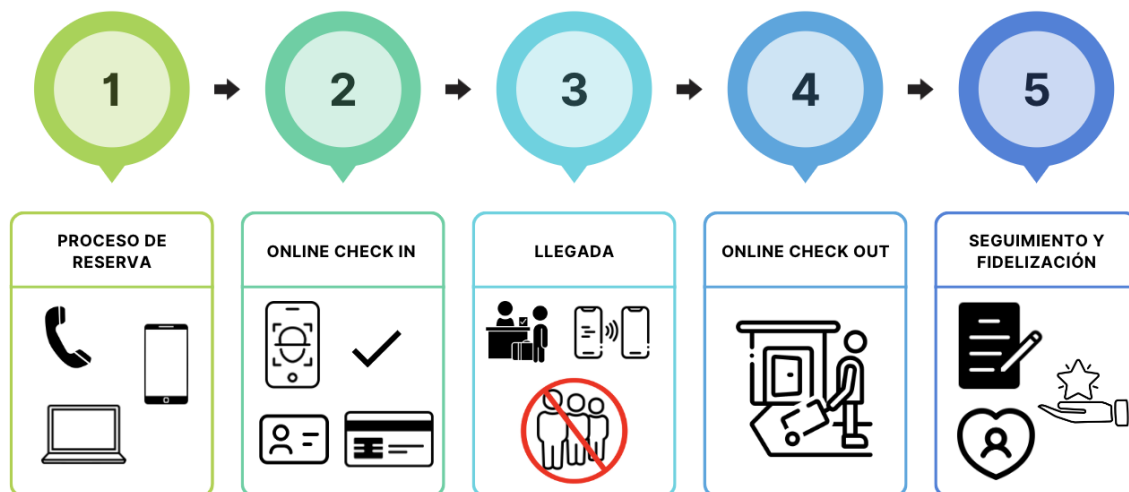 1
2
3
4
5
PROCESO DE
RESERVA
ONLINE CHECK IN
LLEGADA
ONLINE CHECK OUT
SEGUIMIENTO Y
FIDELIZACIÓN